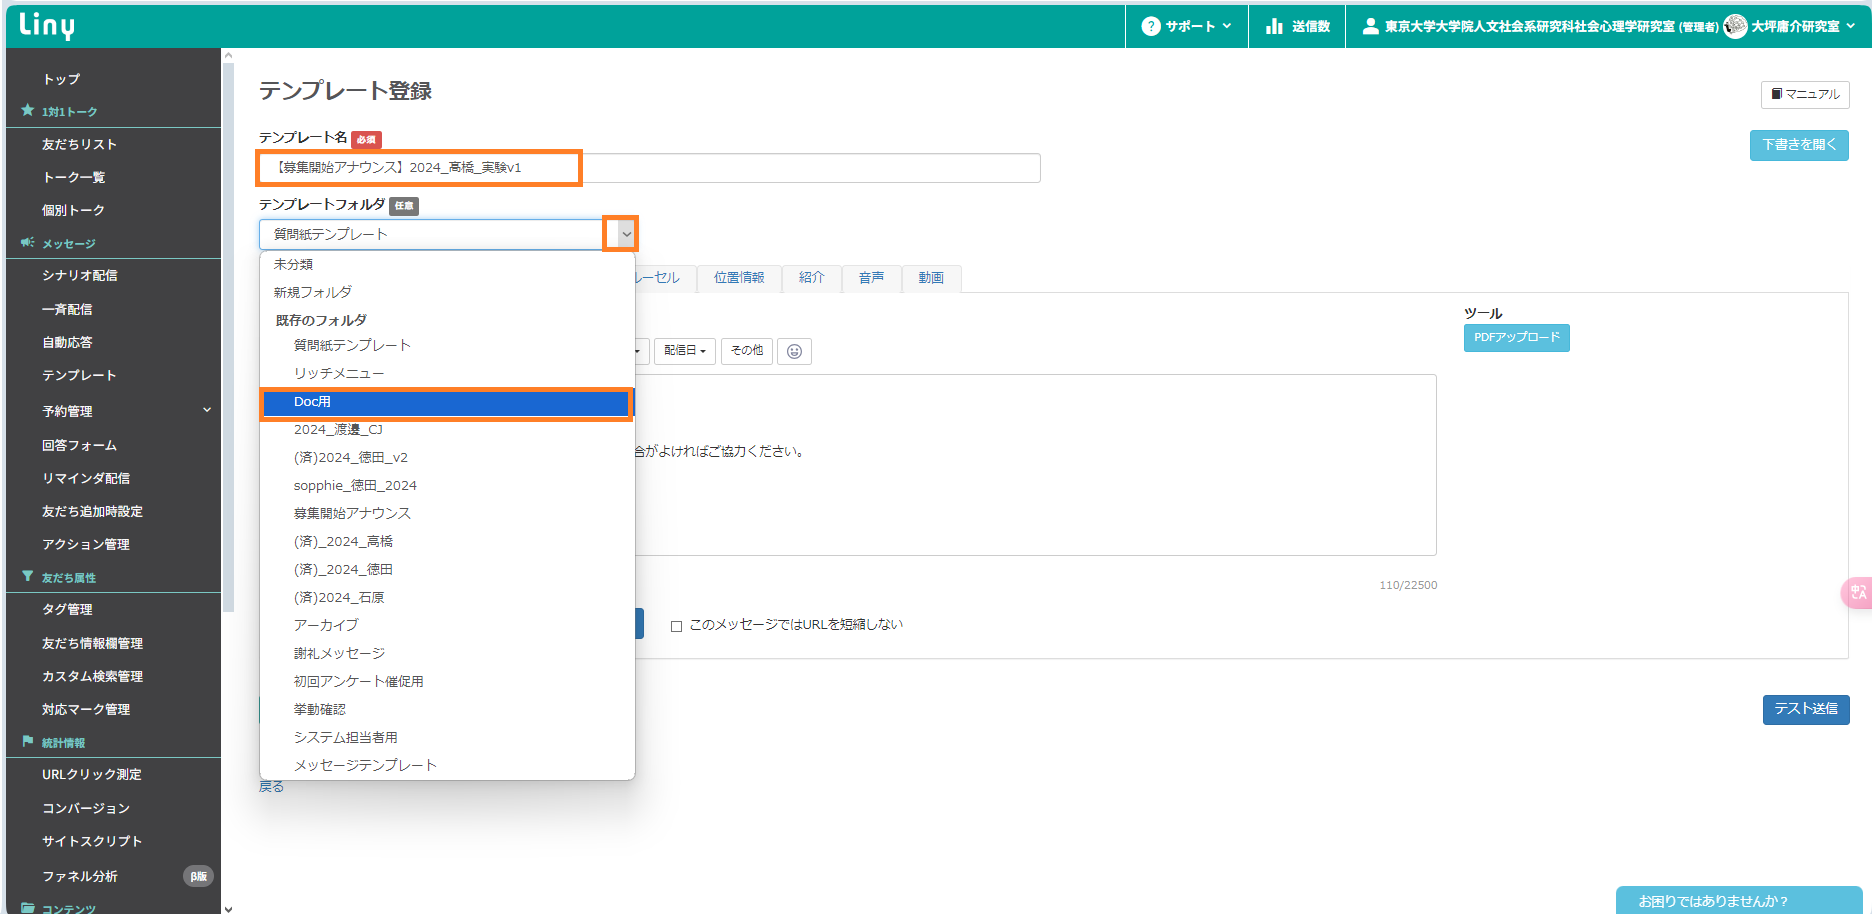 Liny
サポート
送信数
東京大学大学院人文社会系研究科社会心理学研究室 (管理者)
大坪庸介研究室
トップ
1対1トーク
友だちリスト
トーク一覧
個別トーク
メッセージ
シナリオ配信
一斉配信
自動応答
テンプレート
予約管理
回答フォーム
リマインダ配信
友だち追加時設定
アクション管理
友だち属性
タグ管理
友だち情報欄管理
カスタム検索管理
対応マーク管理
統計情報
URLクリック測定
コンバージョン
サイトスクリプト
ファネル分析 β版
コンテンツ
テンプレート登録
マニュアル
テンプレート名 必須
下書きを開く
【募集開始アナウンス】2024_高橋_実験v1
テンプレートフォルダ 任意
質問紙テンプレート
未分類
新規フォルダ
既存のフォルダ
質問紙テンプレート
リッチメニュー
Doc用
2024_渡邊_CJ
(済)2024_徳田_v2
sopphie_徳田_2024
募集開始アナウンス
(済)_2024_高橋
(済)_2024_徳田
(済)2024_石原
アーカイブ
謝礼メッセージ
初回アンケート催促用
挙動確認
システム担当者用
メッセージテンプレート
ルーセル 位置情報 紹介 音声 動画
ツール
PDFアップロード
配信日 その他
合がよければご協力ください。
110/22500
このメッセージではURLを短縮しない
テスト送信
戻る
お困りではありませんか？